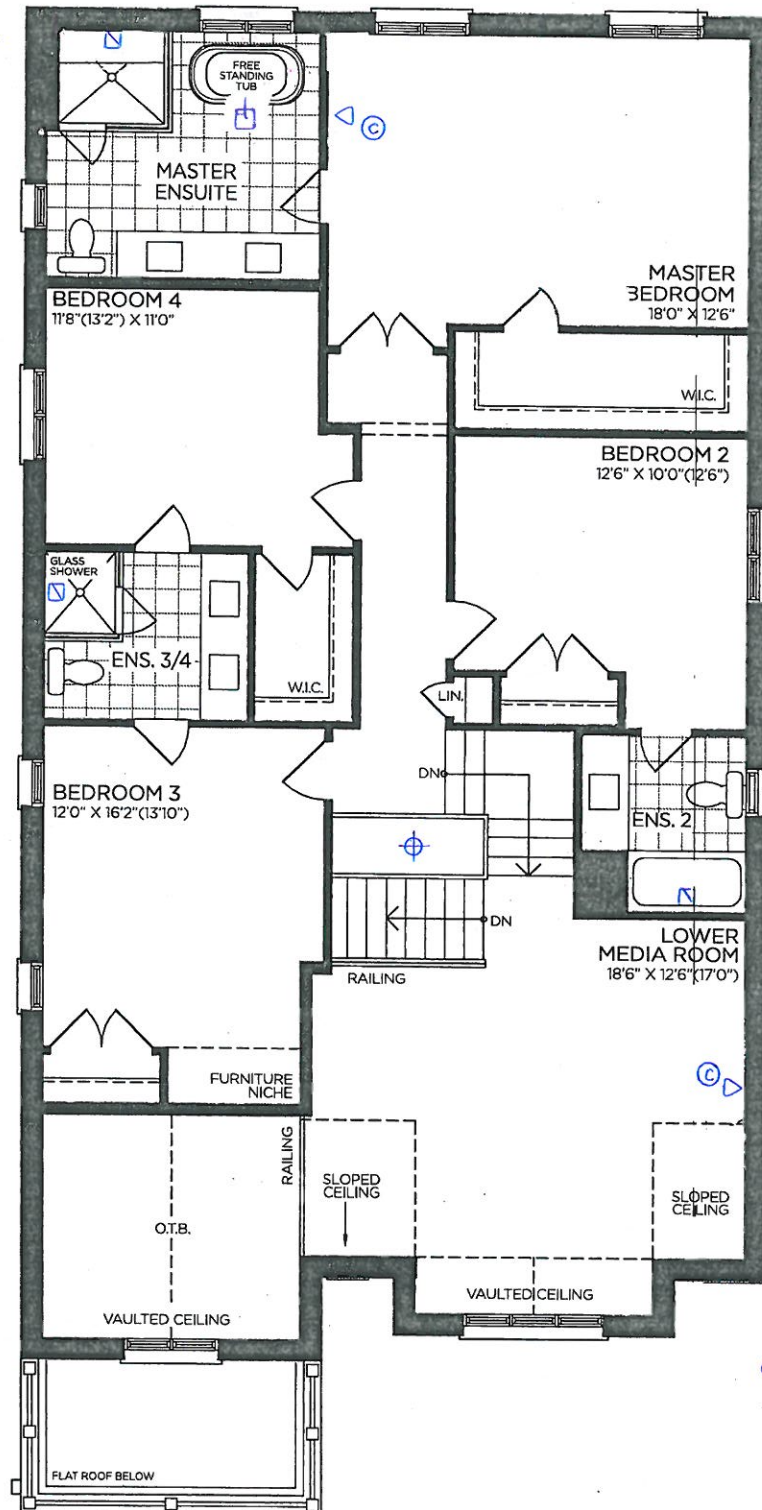 FREE
STANDING
TUB
©
MASTER
ENSUITE
MASTER
BEDROOM
18'0" X 12'6"
BEDROOM 4
11'8"(13'2") X 11'0"
W.I.C.
BEDROOM 2
12'6" X 10'0"(12'6")
GLASS
SHOWER
ENS. 3/4
W.I.C.
LIN.
DN
BEDROOM 3
12'0" X 16'2"(13'10")
ENS. 2
DN
LOWER
MEDIA ROOM
18'6" X 12'6"(17'0")
RAILING
FURNITURE
NICHE
©
RAILING
SLOPED
CEILING
SLOPED
CEILING
O.T.B.
VAULTED CEILING
VAULTED CEILING
FLAT ROOF BELOW